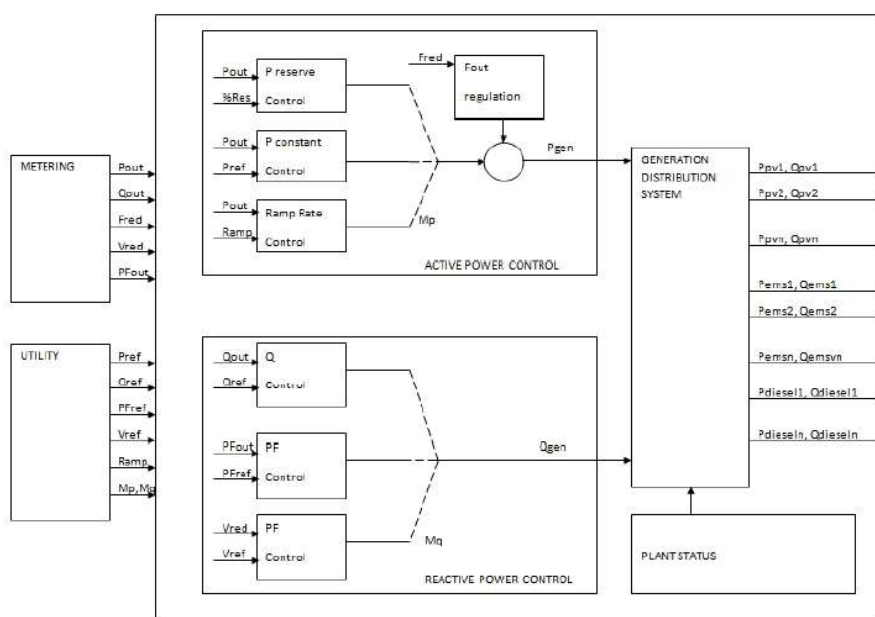 METERING
Pout
Qout
Fred
Vred
PFout
UTILITY
Pref
Qref
PFref
Vref
Ramp
Mp,Mq
Pout
P reserve
%Res
Control
Pout
P constant
Pref
Control
Pout
Ramp Rate
Ramp
Control
Fred
Fout
regulation
Mp
Pgen
ACTIVE POWER CONTROL
Qout
Q
Qref
Control
PFout
PF
PFref
Control
Vred
PF
Vref
Control
Mq
Qgen
REACTIVE POWER CONTROL
GENERATION
DISTRIBUTION
SYSTEM
PLANT STATUS
Ppv1, Qpv1
Ppv2, Qpv2
Ppvn, Qpvn
Pems1, Qems1
Pems2, Qems2
Pemsn, Qemsvn
Pdiesel1, Qdiesel1
Pdieseln, Qdieseln